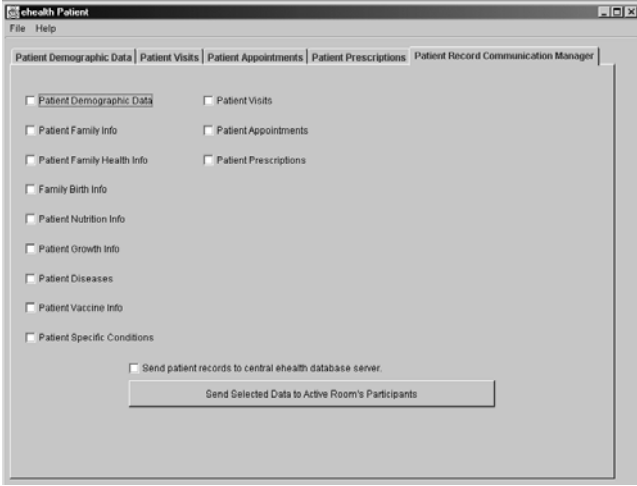 ehealth Patient
File Help
Patient Demographic Data Patient Visits Patient Appointments Patient Prescriptions Patient Record Communication Manager
Patient Demographic Data Patient Visits
Patient Family Info Patient Appointments
Patient Family Health Info Patient Prescriptions
Family Birth Info
Patient Nutrition Info
Patient Growth Info
Patient Diseases
Patient Vaccine Info
Patient Specific Conditions
Send patient records to central ehealth database server.
Send Selected Data to Active Room's Participants